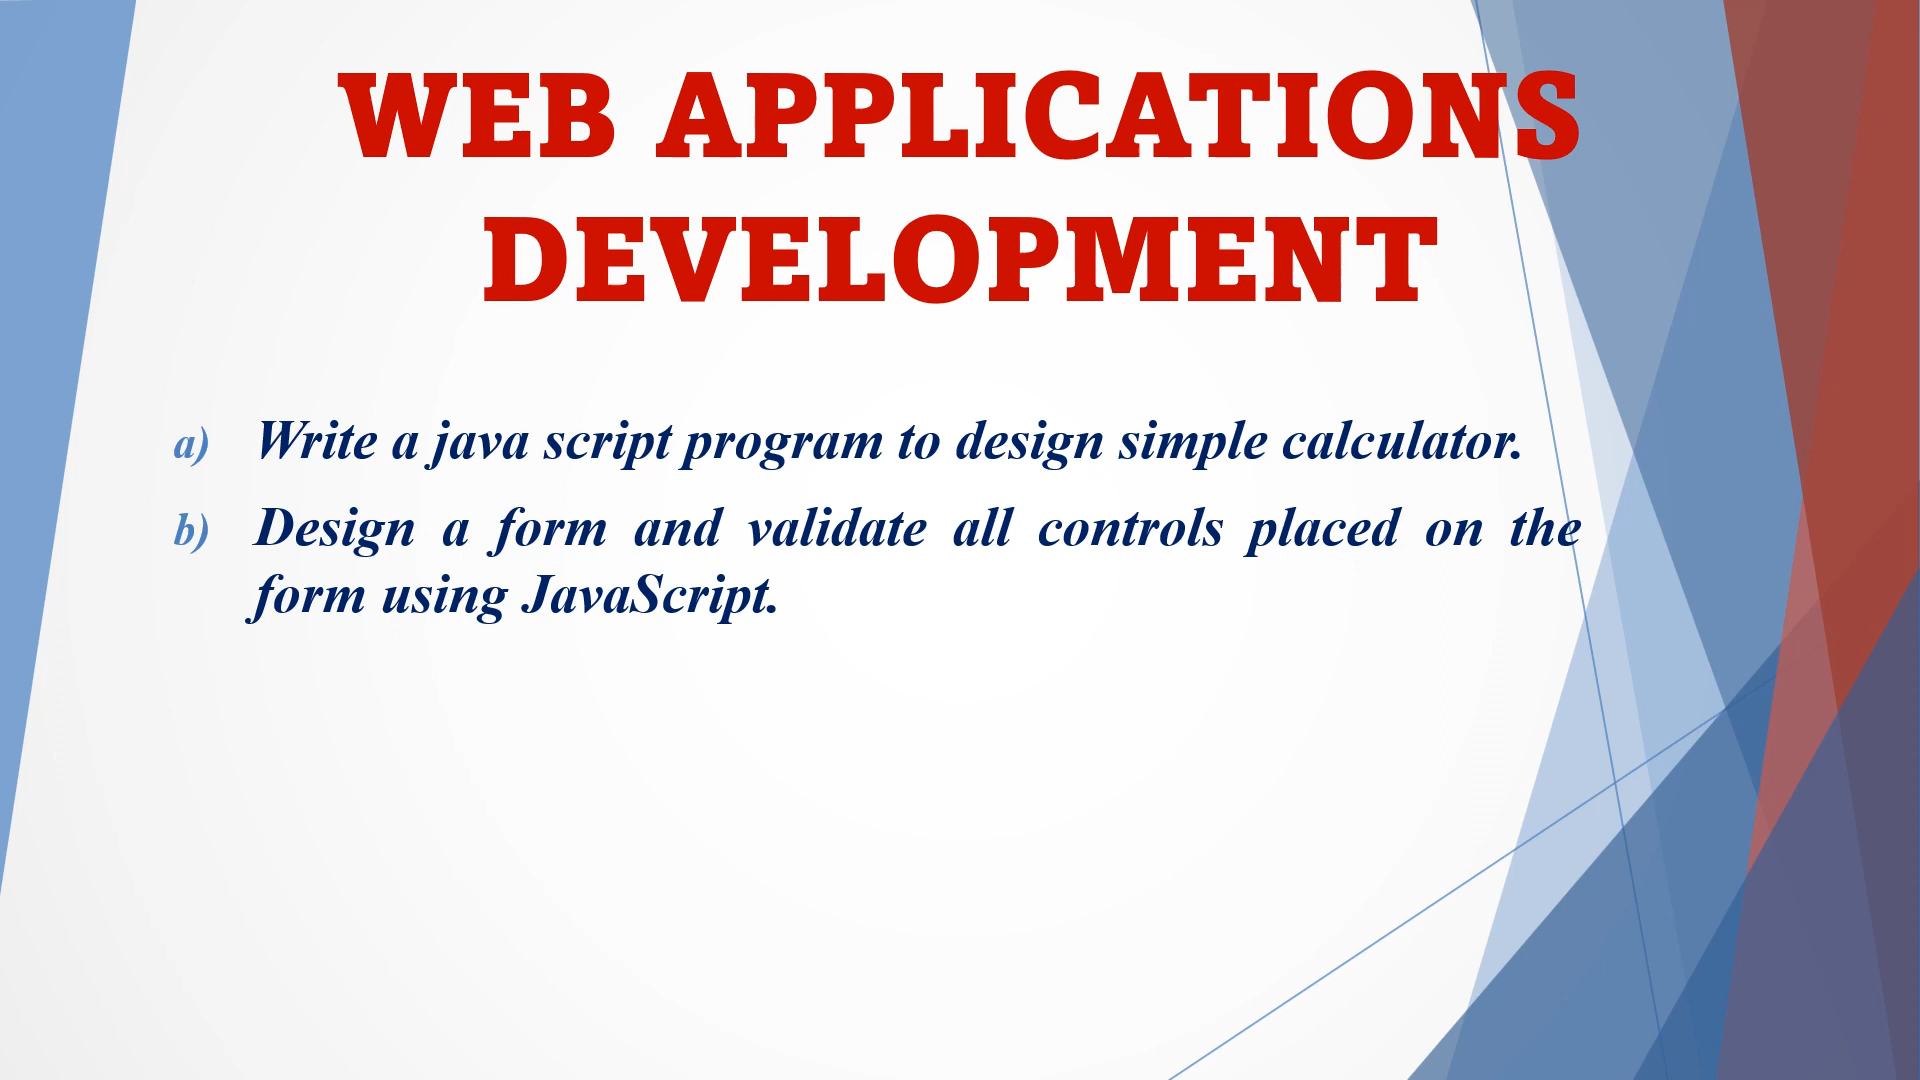 WEB APPLICATIONS
DEVELOPMENT
a) Write a java script program to design simple calculator.
b) Design a form and validate all controls placed on the
form using JavaScript.